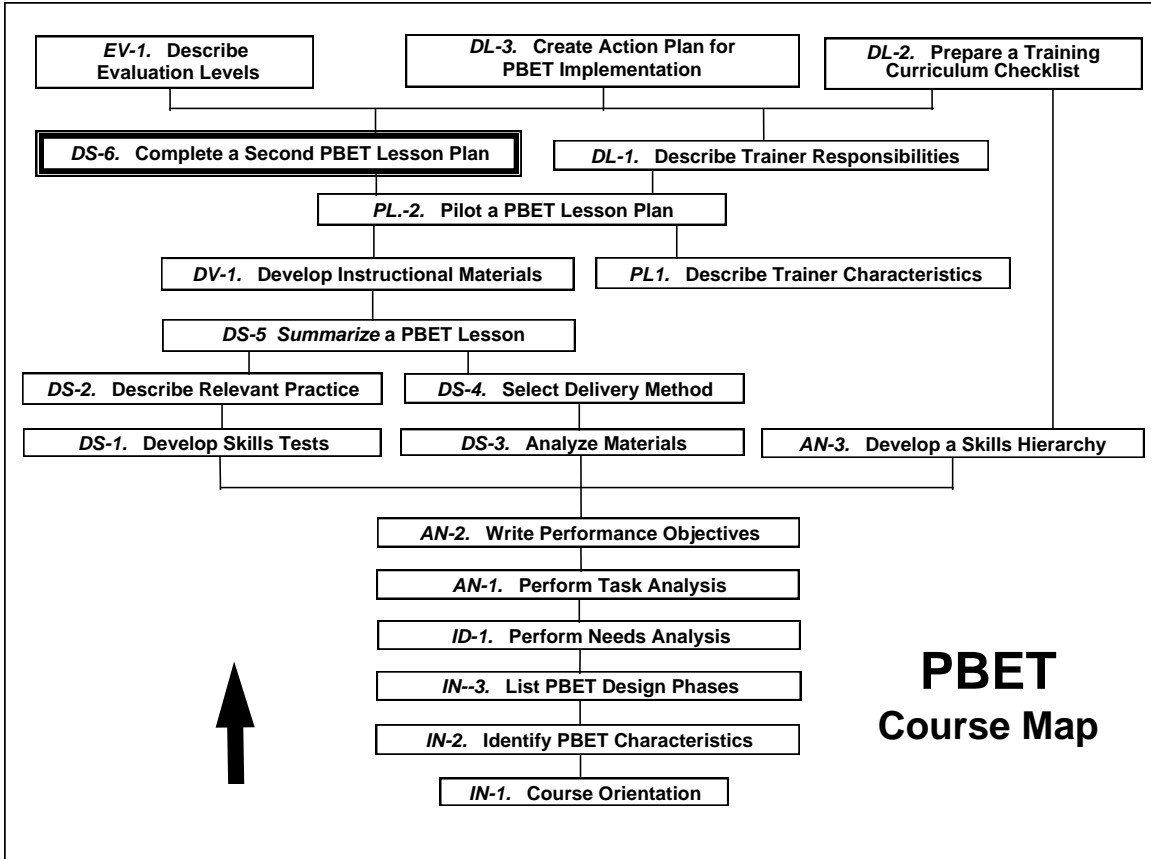 EV-1. Describe
Evaluation Levels
DL-3. Create Action Plan for
PBET Implementation
DL-2. Prepare a Training
Curriculum Checklist
DS-6. Complete a Second PBET Lesson Plan
DL-1. Describe Trainer Responsibilities
PL.-2. Pilot a PBET Lesson Plan
DV-1. Develop Instructional Materials
PL1. Describe Trainer Characteristics
DS-5 Summarize a PBET Lesson
DS-2. Describe Relevant Practice
DS-4. Select Delivery Method
DS-1. Develop Skills Tests
DS-3. Analyze Materials
AN-3. Develop a Skills Hierarchy
AN-2. Write Performance Objectives
AN-1. Perform Task Analysis
ID-1. Perform Needs Analysis
IN--3. List PBET Design Phases
IN-2. Identify PBET Characteristics
IN-1. Course Orientation
PBET
Course Map